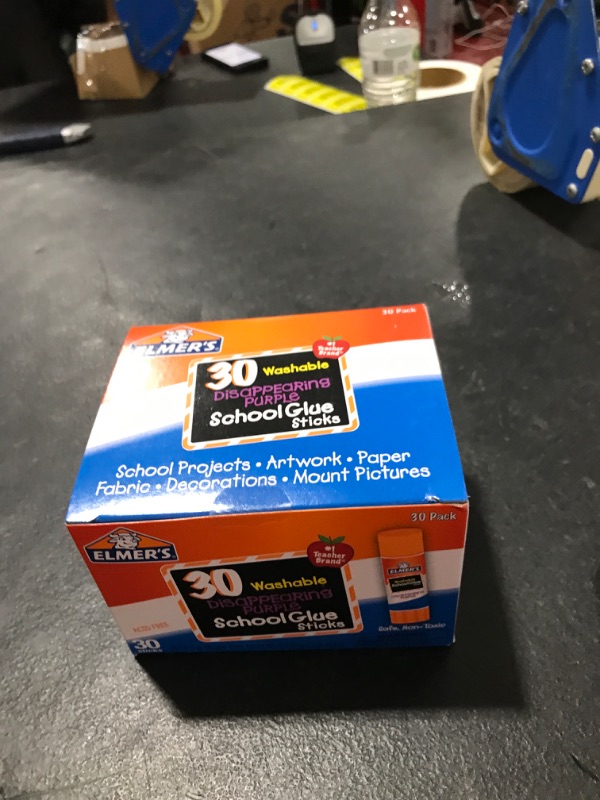 30 Pack
ELMER'S
#1
Teacher
Brand
30 Washable
DISAPPEARING
PURPLE
School Glue
Sticks
School Projects • Artwork • Paper
Fabric • Decorations • Mount Pictures
30 Pack
ELMER'S
#1
Teacher
Brand
30 Washable
DISAPPEARING
PURPLE
School Glue
Sticks
ELMER'S
ACID FREE
30
STICKS
Safe, Non-Toxic